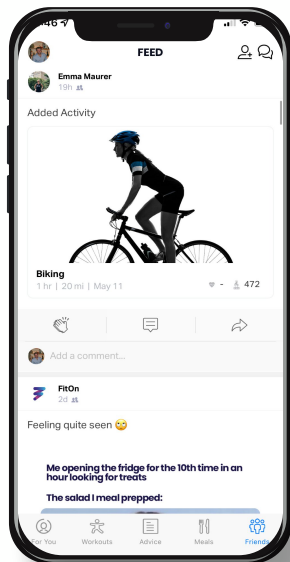 FEED
Emma Maurer
19h
Added Activity
Biking
1 hr | 20 mi | May 11
- 472
Add a comment...
FitOn
2d
Feeling quite seen 🙄
Me opening the fridge for the 10th time in an
hour looking for treats
The salad I meal prepped:
For You Workouts Advice Meals Friends